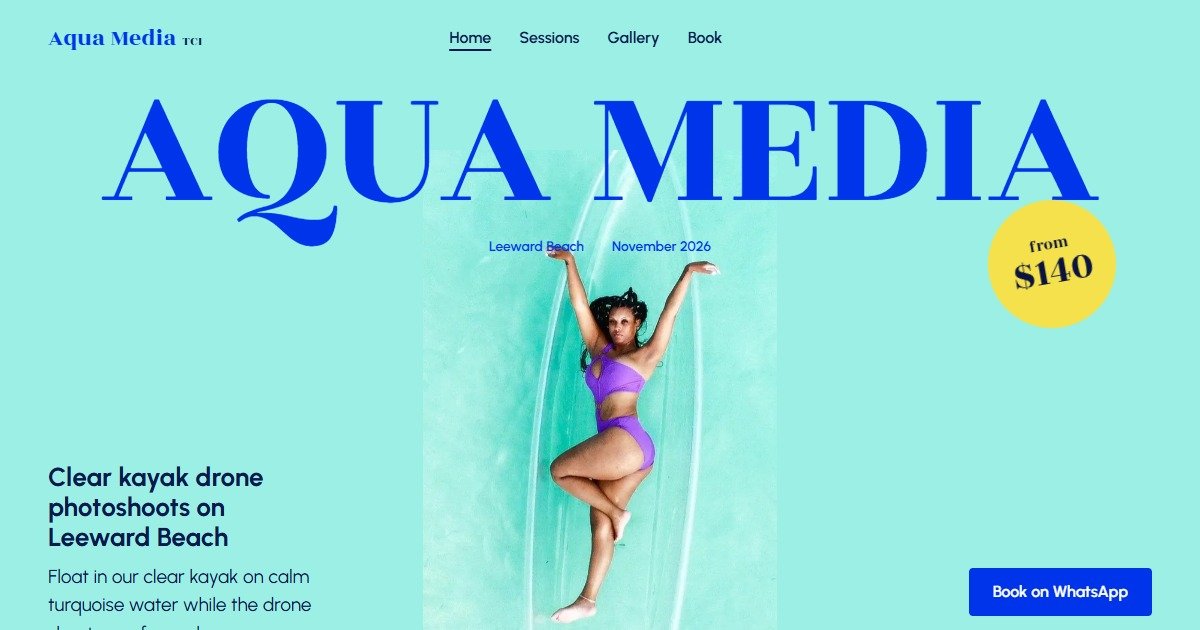 Aqua Media TCI
Home Sessions Gallery Book
AQUA MEDIA
Leeward Beach November 2026
from
$140
Clear kayak drone
photoshoots on
Leeward Beach
Float in our clear kayak on calm
turquoise water while the drone
Book on WhatsApp